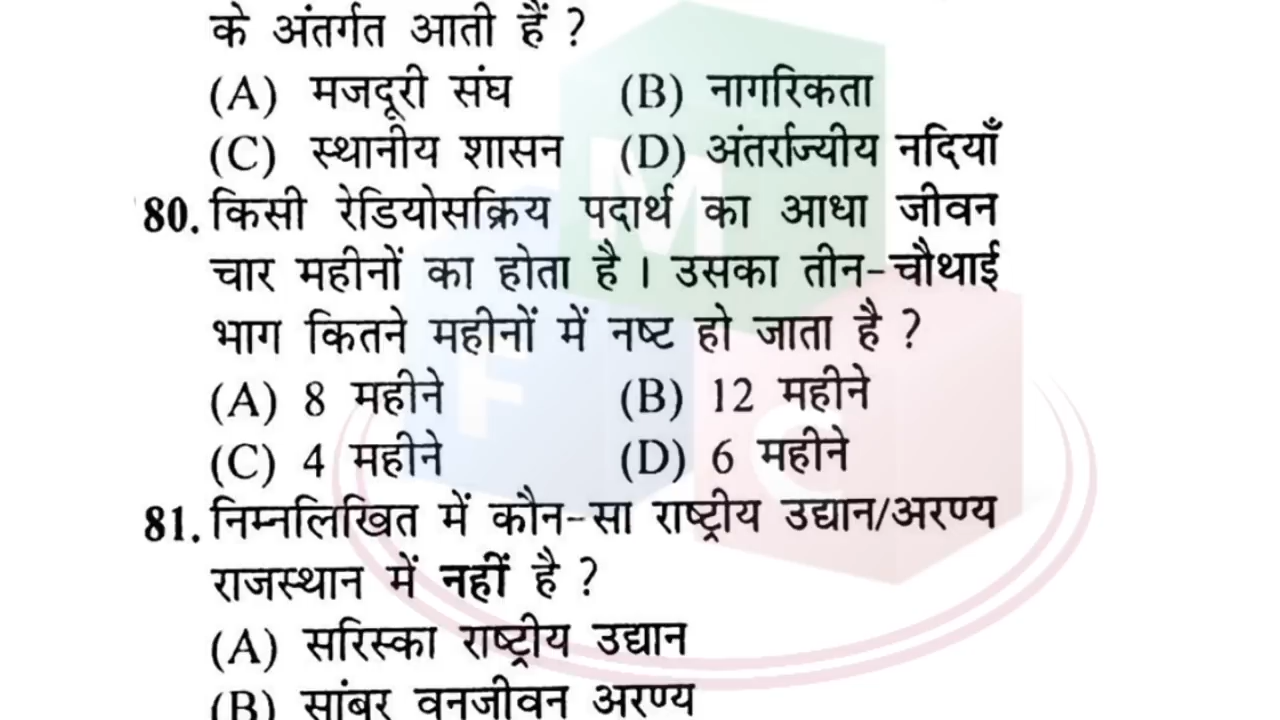 के अंतर्गत आती हैं ?
(A) मजदूरी संघ (B) नागरिकता
(C) स्थानीय शासन (D) अंतर्राज्यीय नदियाँ
80. किसी रेडियोसक्रिय पदार्थ का आधा जीवन
चार महीनों का होता है । उसका तीन-चौथाई
भाग कितने महीनों में नष्ट हो जाता है ?
(A) 8 महीने (B) 12 महीने
(C) 4 महीने (D) 6 महीने
81. निम्नलिखित में कौन-सा राष्ट्रीय उद्यान/अरण्य
राजस्थान में नहीं है ?
(A) सरिस्का राष्ट्रीय उद्यान
(B) सांबर वनजीवन अरण्य
M
F
C